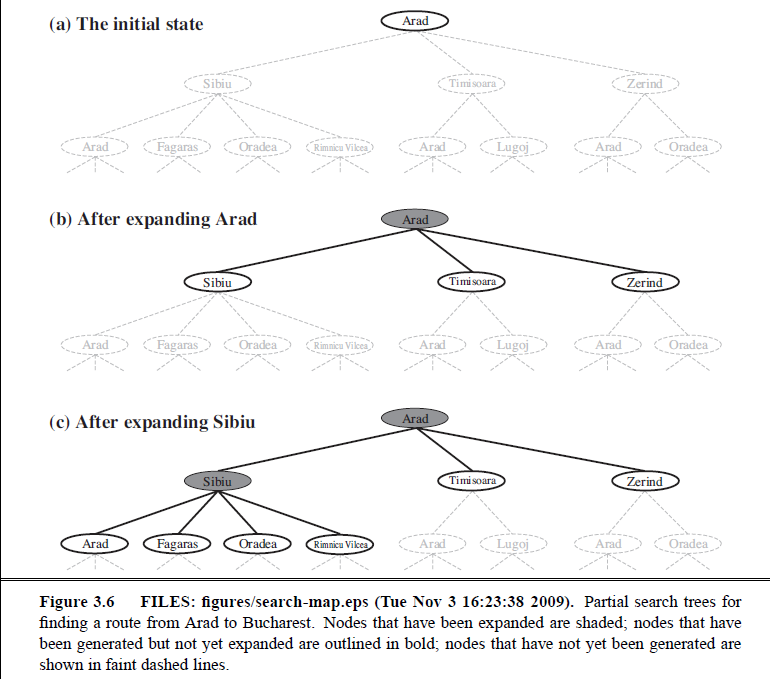 (a) The initial state
Arad
Sibiu
Timisoara
Zerind
Arad
Fagaras
Oradea
Rimnicu Vilcea
Arad
Lugoj
Arad
Oradea
(b) After expanding Arad
Arad
Sibiu
Timisoara
Zerind
Arad
Fagaras
Oradea
Rimnicu Vilcea
Arad
Lugoj
Arad
Oradea
(c) After expanding Sibiu
Arad
Sibiu
Timisoara
Zerind
Arad
Fagaras
Oradea
Rimnicu Vilcea
Arad
Lugoj
Arad
Oradea
Figure 3.6 FILES: figures/search-map.eps (Tue Nov 3 16:23:38 2009). Partial search trees for
finding a route from Arad to Bucharest. Nodes that have been expanded are shaded; nodes that have
been generated but not yet expanded are outlined in bold; nodes that have not yet been generated are
shown in faint dashed lines.